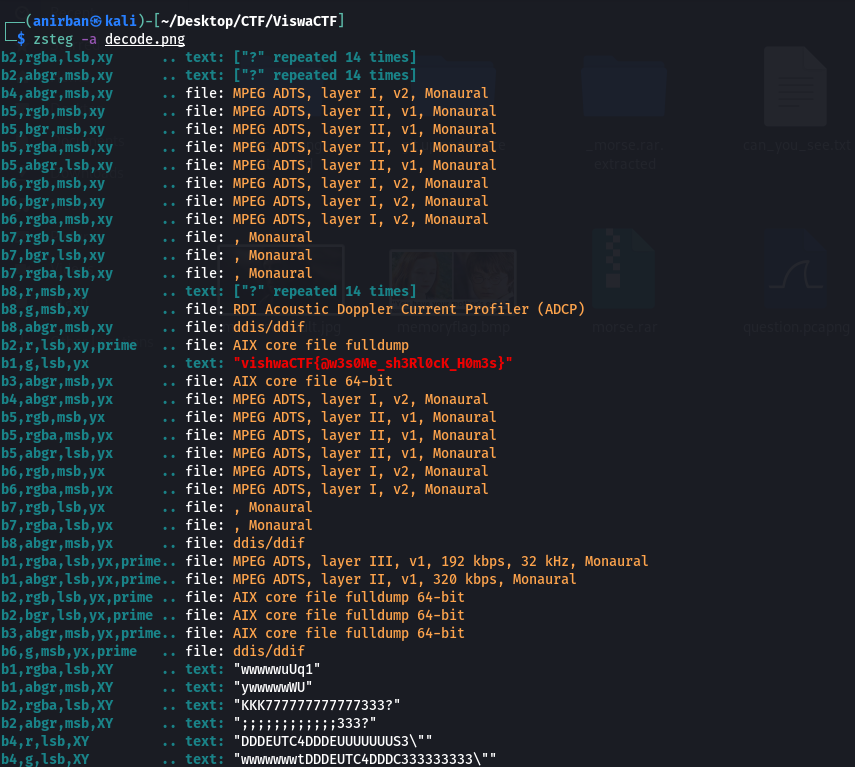 (anirban㉿kali)-[~/Desktop/CTF/ViswaCTF]
$ zsteg -a decode.png
b2,rgba,lsb,xy .. text: ["?" repeated 14 times]
b2,abgr,msb,xy .. text: ["?" repeated 14 times]
b4,abgr,msb,xy .. file: MPEG ADTS, layer I, v2, Monaural
b5,rgb,msb,xy .. file: MPEG ADTS, layer II, v1, Monaural
b5,bgr,msb,xy .. file: MPEG ADTS, layer II, v1, Monaural
b5,rgba,msb,xy .. file: MPEG ADTS, layer II, v1, Monaural
b5,abgr,lsb,xy .. file: MPEG ADTS, layer II, v1, Monaural
b6,rgb,msb,xy .. file: MPEG ADTS, layer I, v2, Monaural
b6,bgr,msb,xy .. file: MPEG ADTS, layer I, v2, Monaural
b6,rgba,msb,xy .. file: MPEG ADTS, layer I, v2, Monaural
b7,rgb,lsb,xy .. file: , Monaural
b7,bgr,lsb,xy .. file: , Monaural
b7,rgba,lsb,xy .. file: , Monaural
b8,r,msb,xy .. text: ["?" repeated 14 times]
b8,g,msb,xy .. file: RDI Acoustic Doppler Current Profiler (ADCP)
b8,abgr,msb,xy .. file: ddis/ddif
b2,r,lsb,xy,prime .. file: AIX core file fulldump
b1,g,lsb,yx .. text: "vishwaCTF{@w3s0Me_sh3Rl0cK_H0m3s}"
b3,abgr,msb,yx .. file: AIX core file 64-bit
b4,abgr,msb,yx .. file: MPEG ADTS, layer I, v2, Monaural
b5,rgb,msb,yx .. file: MPEG ADTS, layer II, v1, Monaural
b5,rgba,msb,yx .. file: MPEG ADTS, layer II, v1, Monaural
b5,abgr,lsb,yx .. file: MPEG ADTS, layer II, v1, Monaural
b6,rgb,msb,yx .. file: MPEG ADTS, layer I, v2, Monaural
b6,rgba,msb,yx .. file: MPEG ADTS, layer I, v2, Monaural
b7,rgb,lsb,yx .. file: , Monaural
b7,rgba,lsb,yx .. file: , Monaural
b8,abgr,msb,yx .. file: ddis/ddif
b1,rgba,lsb,yx,prime.. file: MPEG ADTS, layer III, v1, 192 kbps, 32 kHz, Monaural
b1,abgr,lsb,yx,prime.. file: MPEG ADTS, layer II, v1, 320 kbps, Monaural
b2,rgb,lsb,yx,prime .. file: AIX core file fulldump 64-bit
b2,bgr,lsb,yx,prime .. file: AIX core file fulldump 64-bit
b3,abgr,msb,yx,prime.. file: AIX core file fulldump 64-bit
b6,g,msb,yx,prime .. file: ddis/ddif
b1,rgba,lsb,XY .. text: "wwwwwuUq1"
b1,abgr,msb,XY .. text: "ywwwwwWU"
b2,rgba,lsb,XY .. text: "KKK777777777777333?"
b2,abgr,msb,XY .. text: ";;;;;;;;;;;;333?"
b4,r,lsb,XY .. text: "DDDEUTC4DDDEUUUUUUUS3\""
b4,g,lsb,XY .. text: "wwwwwwwtDDDEUTC4DDDC333333333\""
_morse.rar.
extracted
can_you_see.txt
memoryflag.bmp
morse.rar
question.pcapng